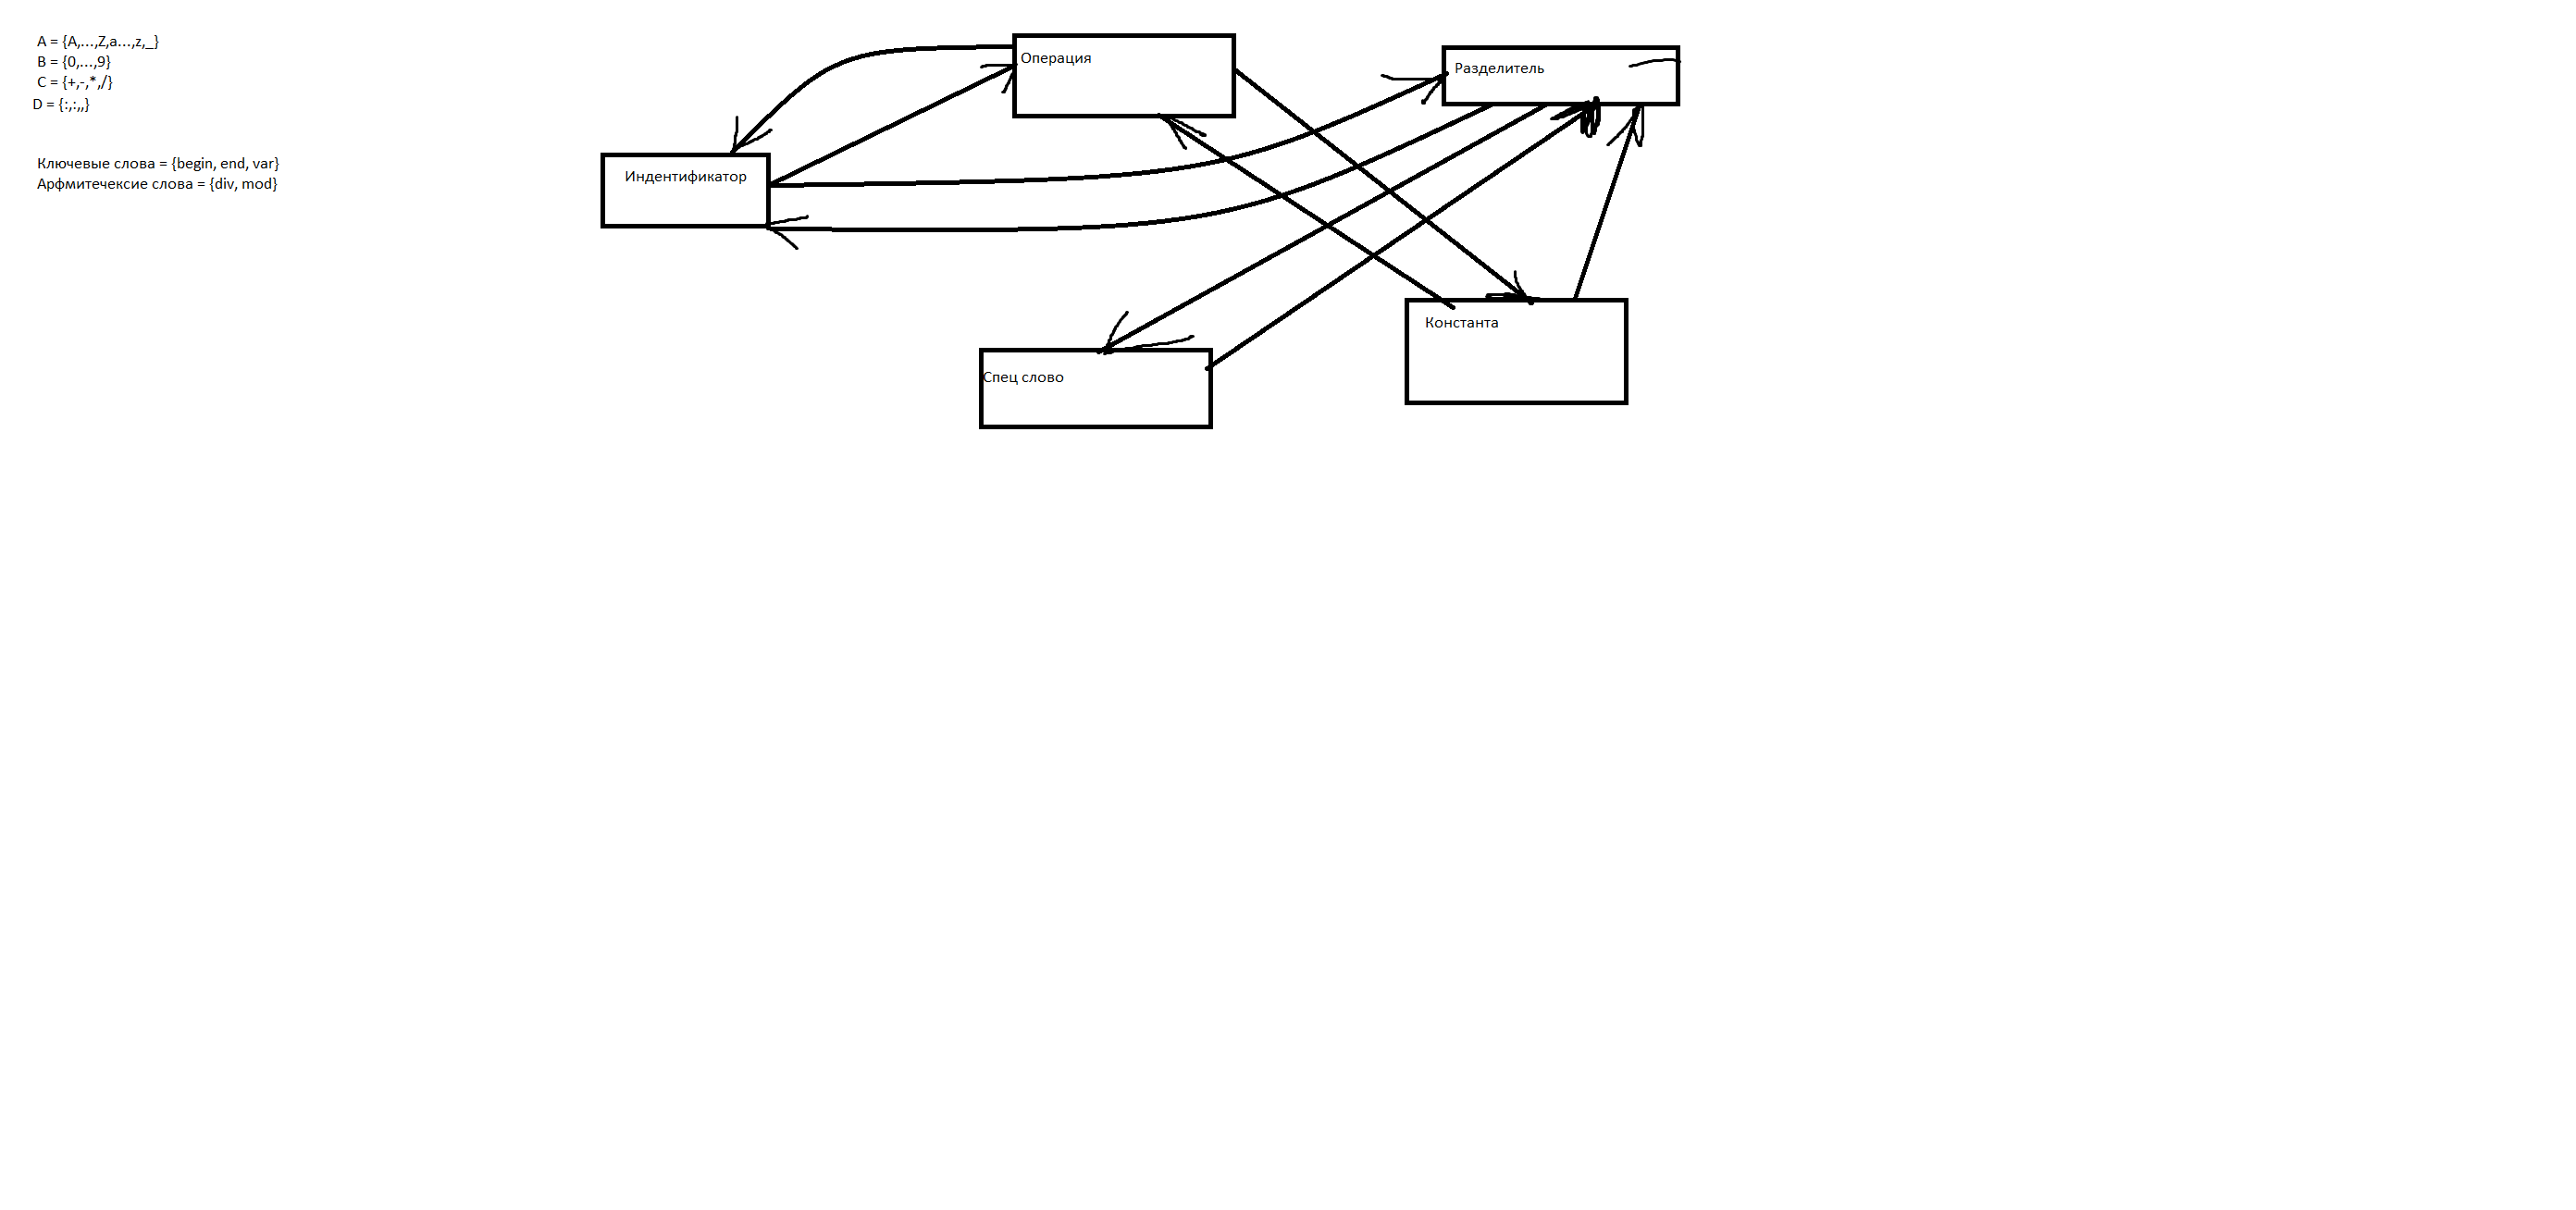 A = {A,...,Z,a...,z,_}
B = {0,...,9}
C = {+,-,*,/}
D = {:,:,,}
Ключевые слова = {begin, end, var}
Арфмитечексие слова = {div, mod}
Операция
Разделитель
Индентификатор
Константа
Спец слово